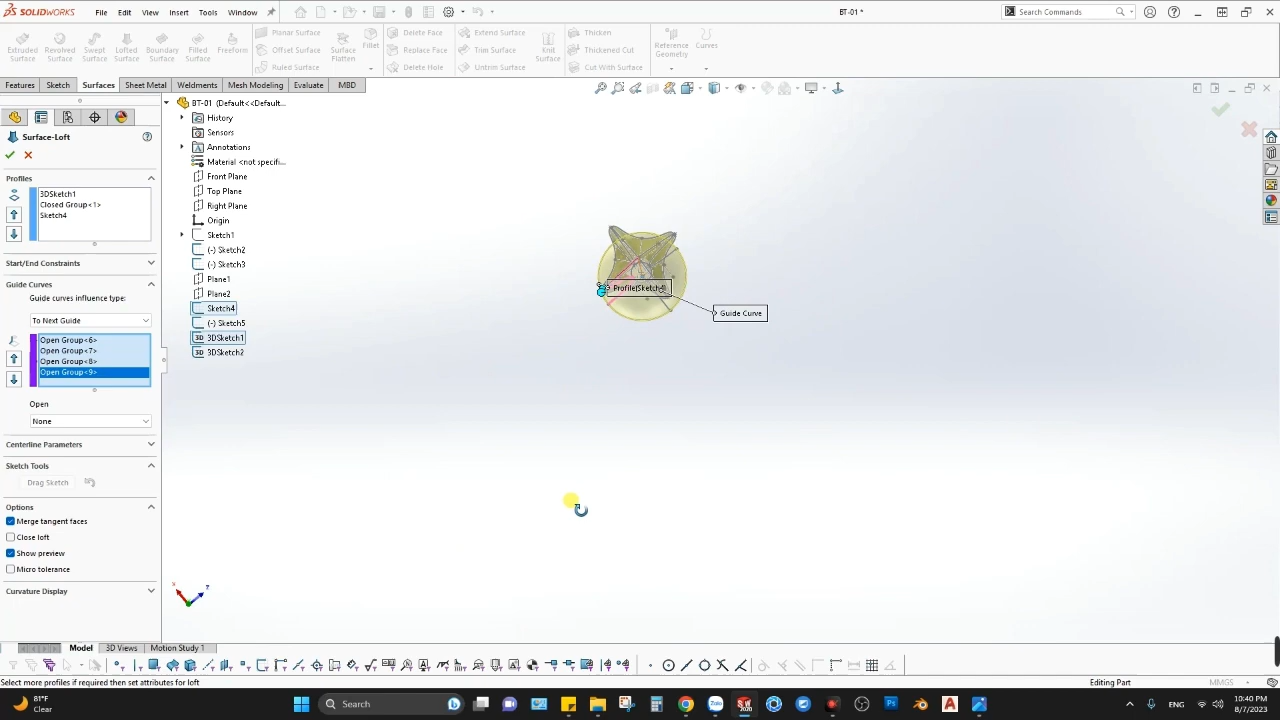 SOLIDWORKS File Edit View Insert Tools Window BT-01 * Search Commands
Extruded Surface
Revolved Surface
Swept Surface
Lofted Surface
Boundary Surface
Filled Surface
Freeform
Planar Surface
Offset Surface
Ruled Surface
Surface Flatten
Fillet
Delete Face
Replace Face
Delete Hole
Extend Surface
Trim Surface
Untrim Surface
Knit Surface
Thicken
Thickened Cut
Cut With Surface
Reference Geometry
Curves
Features Sketch Surfaces Sheet Metal Weldments Mesh Modeling Evaluate MBD
Surface-Loft
Profiles
3DSketch1
Closed Group<1>
Sketch4
Start/End Constraints
Guide Curves
Guide curves influence type:
To Next Guide
Open Group<6>
Open Group<7>
Open Group<8>
Open Group<9>
Open
None
Centerline Parameters
Sketch Tools
Drag Sketch
Options
Merge tangent faces
Close loft
Show preview
Micro tolerance
Curvature Display
BT-01 (Default<<Default...
History
Sensors
Annotations
Material <not specifi...
Front Plane
Top Plane
Right Plane
Origin
Sketch1
(-) Sketch2
(-) Sketch3
Plane1
Plane2
Sketch4
(-) Sketch5
3D 3DSketch1
3D 3DSketch2
Guide Curve
Model 3D Views Motion Study 1
Select more profiles if required then set attributes for loft Editing Part MMGS
81°F
Clear
Search
ENG
10:40 PM
8/7/2023